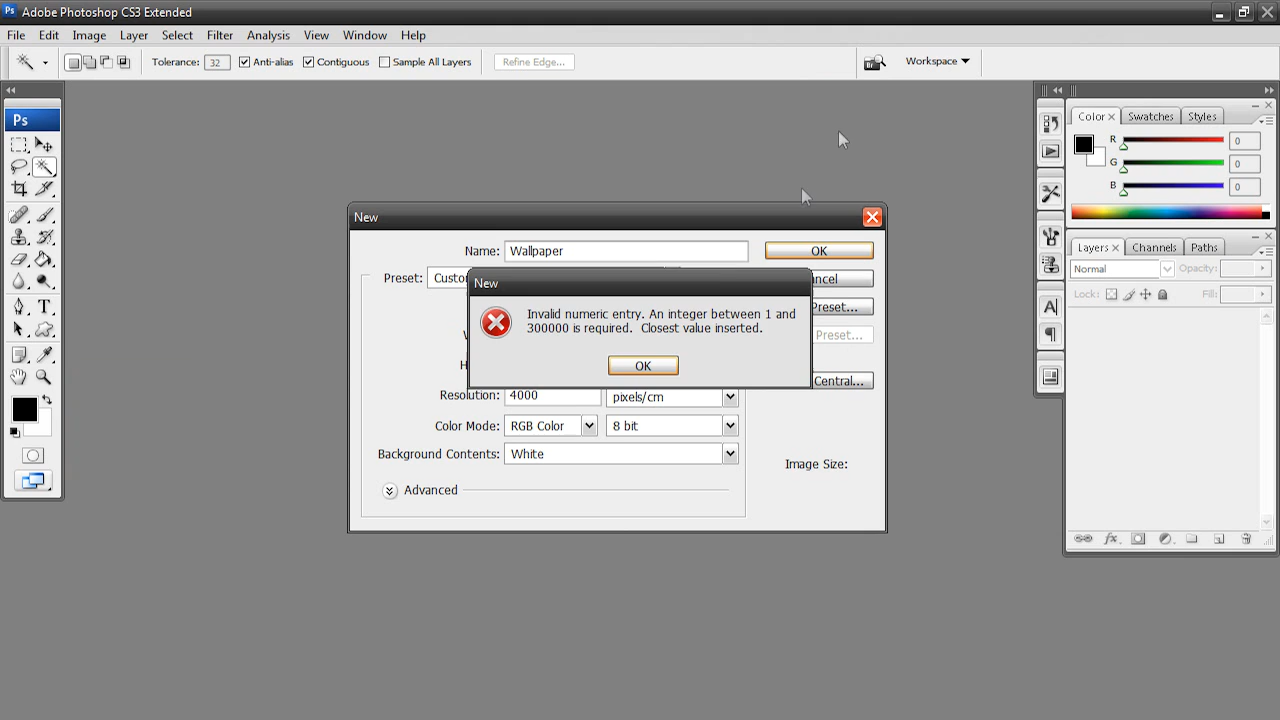 Ps Adobe Photoshop CS3 Extended
File Edit Image Layer Select Filter Analysis View Window Help
Tolerance: 32 Anti-alias Contiguous Sample All Layers Refine Edge... Br Workspace
Ps
Color Swatches Styles
R 0
G 0
B 0
New
Name: Wallpaper OK
Preset: Custo ncel
New
Invalid numeric entry. An integer between 1 and
300000 is required. Closest value inserted.
OK
Preset...
Preset...
Central...
W
H
Resolution: 4000 pixels/cm
Color Mode: RGB Color 8 bit
Background Contents: White
Image Size:
Advanced
Layers Channels Paths
Normal Opacity:
Lock: Fill:
T
A
fx